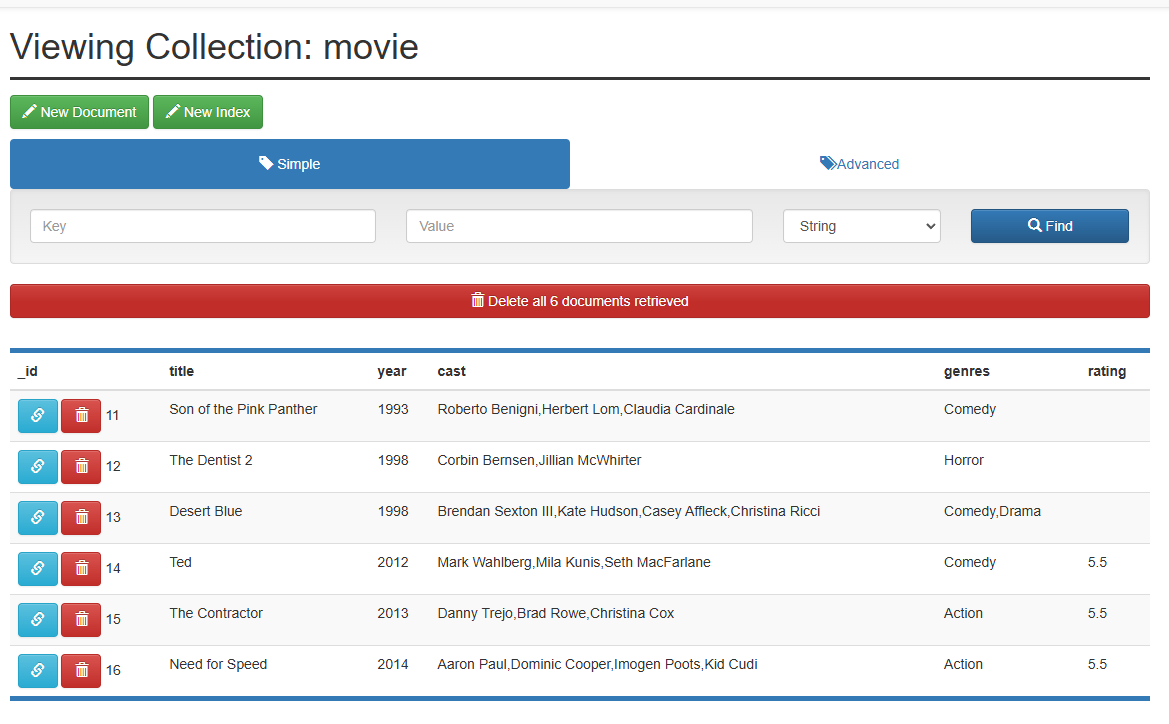 Viewing Collection: movie
New Document New Index
Simple Advanced
Key Value String Find
Delete all 6 documents retrieved
_id title year cast genres rating
11 Son of the Pink Panther 1993 Roberto Benigni,Herbert Lom,Claudia Cardinale Comedy
12 The Dentist 2 1998 Corbin Bernsen,Jillian McWhirter Horror
13 Desert Blue 1998 Brendan Sexton III,Kate Hudson,Casey Affleck,Christina Ricci Comedy,Drama
14 Ted 2012 Mark Wahlberg,Mila Kunis,Seth MacFarlane Comedy 5.5
15 The Contractor 2013 Danny Trejo,Brad Rowe,Christina Cox Action 5.5
16 Need for Speed 2014 Aaron Paul,Dominic Cooper,Imogen Poots,Kid Cudi Action 5.5